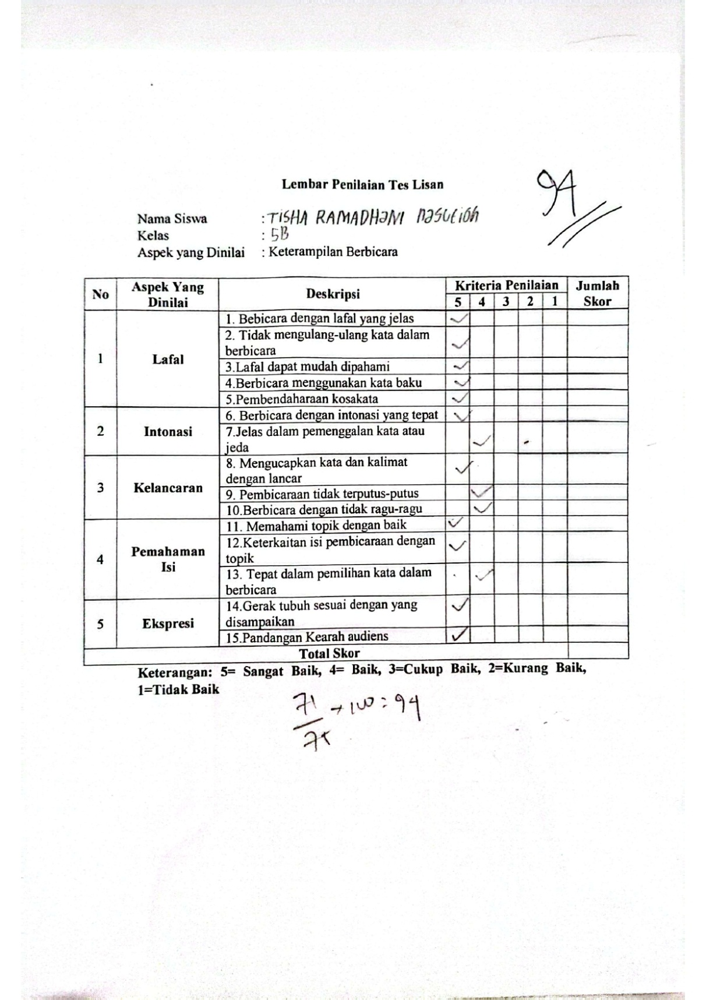 94
Lembar Penilaian Tes Lisan
Nama Siswa : TISHA RAMADHANI NASUTION
Kelas : 5B
Aspek yang Dinilai : Keterampilan Berbicara
No Aspek Yang Dinilai Deskripsi Kriteria Penilaian Jumlah Skor
5 4 3 2 1
1 Lafal
1. Bebicara dengan lafal yang jelas ✓
2. Tidak mengulang-ulang kata dalam
berbicara ✓
3.Lafal dapat mudah dipahami ✓
4.Berbicara menggunakan kata baku ✓
5.Pembendaharaan kosakata ✓
2 Intonasi
6. Berbicara dengan intonasi yang tepat ✓
7.Jelas dalam pemenggalan kata atau
jeda ✓
3 Kelancaran
8. Mengucapkan kata dan kalimat
dengan lancar ✓
9. Pembicaraan tidak terputus-putus ✓
10.Berbicara dengan tidak ragu-ragu ✓
4 Pemahaman Isi
11. Memahami topik dengan baik ✓
12.Keterkaitan isi pembicaraan dengan
topik ✓
13. Tepat dalam pemilihan kata dalam
berbicara ✓
5 Ekspresi
14.Gerak tubuh sesuai dengan yang
disampaikan ✓
15.Pandangan Kearah audiens ✓
Total Skor
Keterangan: 5= Sangat Baik, 4= Baik, 3=Cukup Baik, 2=Kurang Baik,
1=Tidak Baik
71
→ 100 = 94
75